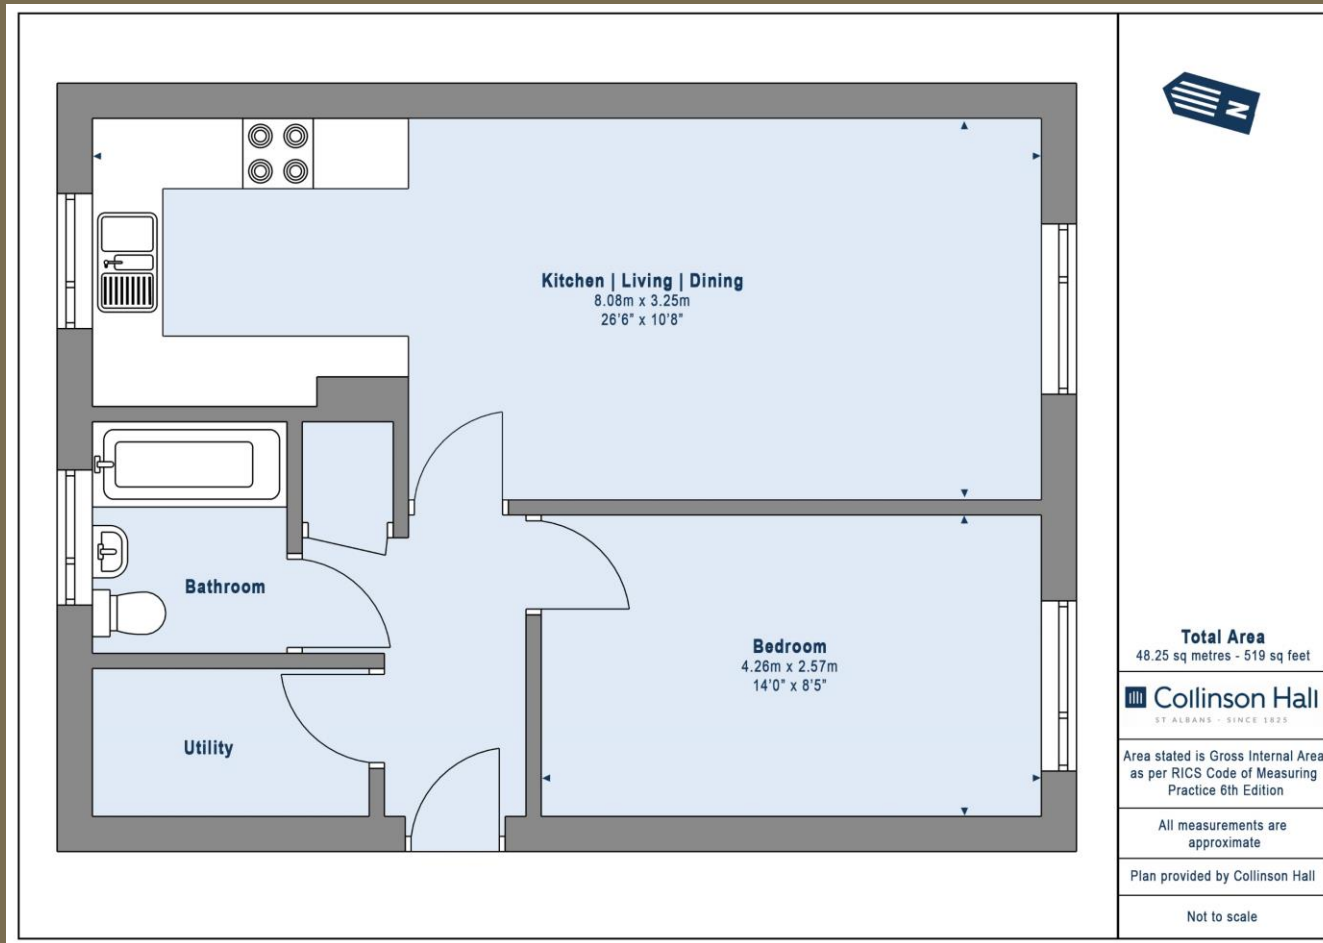 N
Kitchen | Living | Dining
8.08m x 3.25m
26'6" x 10'8"
Bathroom
Bedroom
4.26m x 2.57m
14'0" x 8'5"
Utility
Total Area
48.25 sq metres - 519 sq feet
Collinson Hall
ST ALBANS - SINCE 1825
Area stated is Gross Internal Area
as per RICS Code of Measuring
Practice 6th Edition
All measurements are
approximate
Plan provided by Collinson Hall
Not to scale